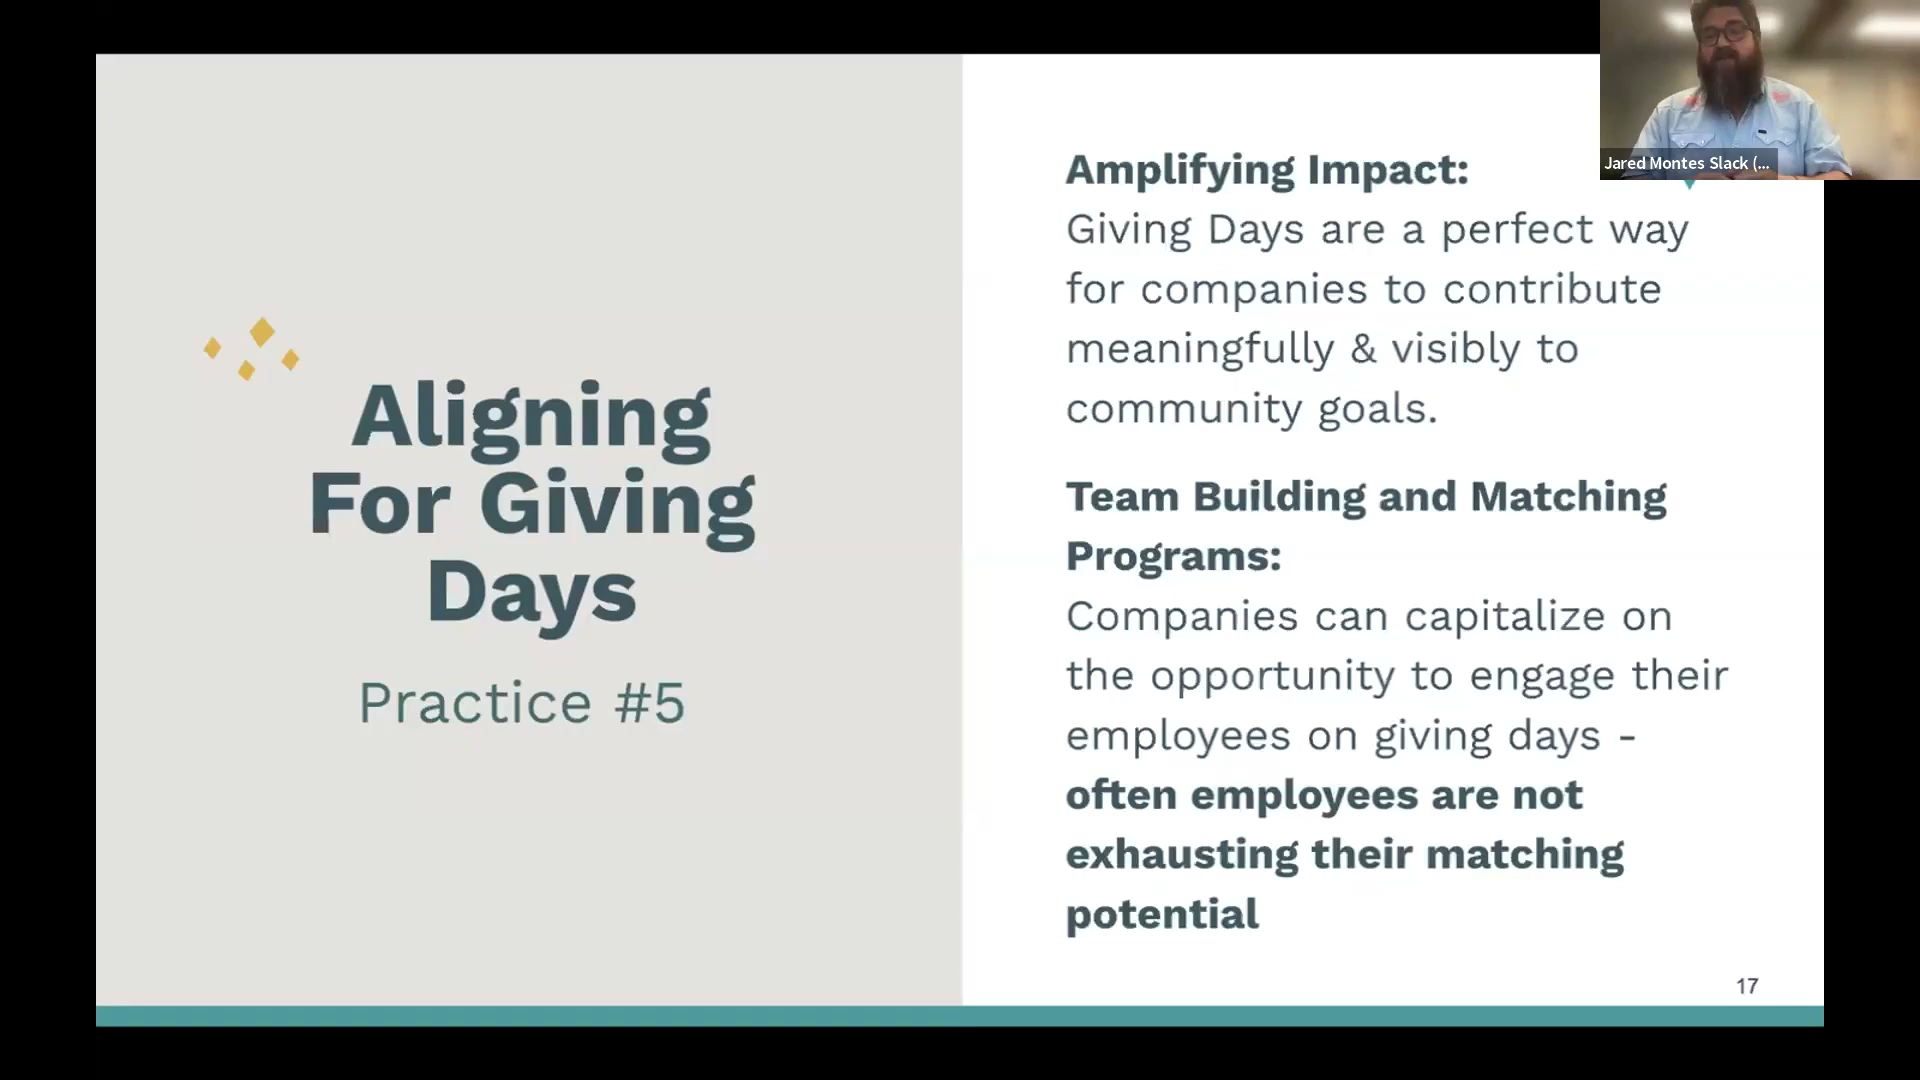 Aligning
For Giving
Days
Practice #5
Amplifying Impact:
Giving Days are a perfect way
for companies to contribute
meaningfully & visibly to
community goals.
Team Building and Matching
Programs:
Companies can capitalize on
the opportunity to engage their
employees on giving days -
often employees are not
exhausting their matching
potential
17
Jared Montes Slack (...